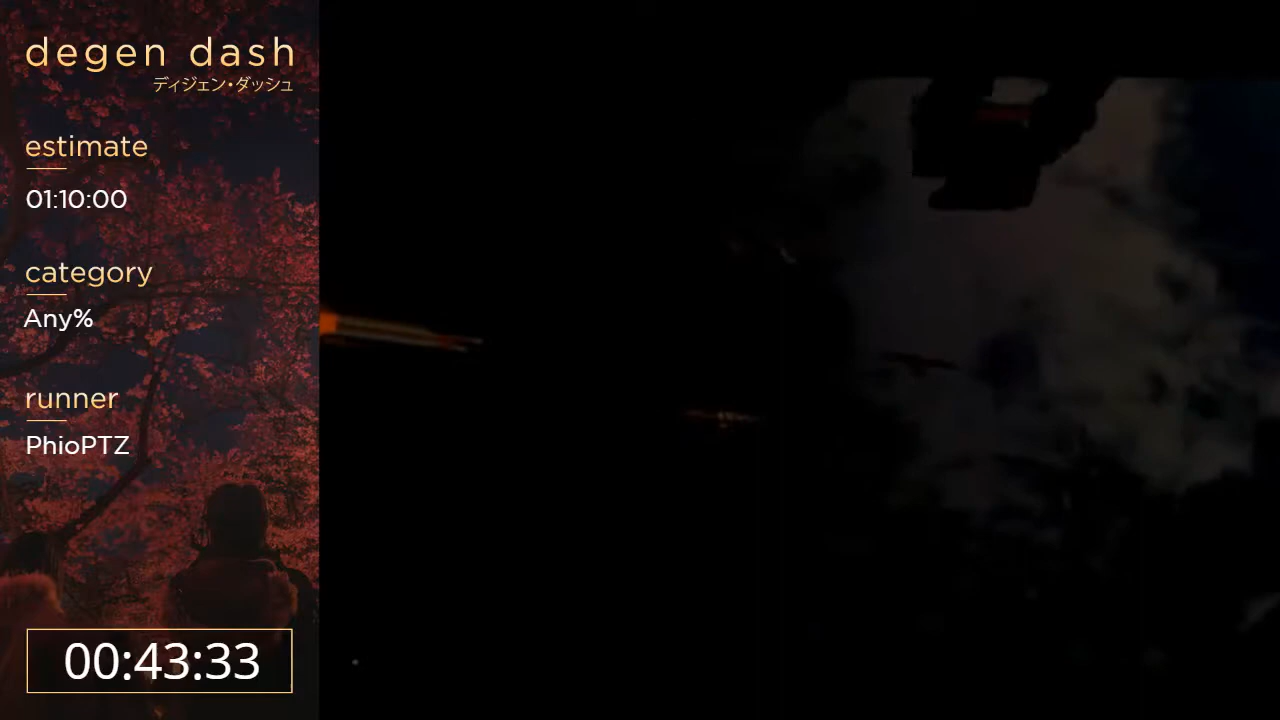 degen dash
ディジェン・ダッシュ
estimate
01:10:00
category
Any%
runner
PhioPTZ
00:43:33